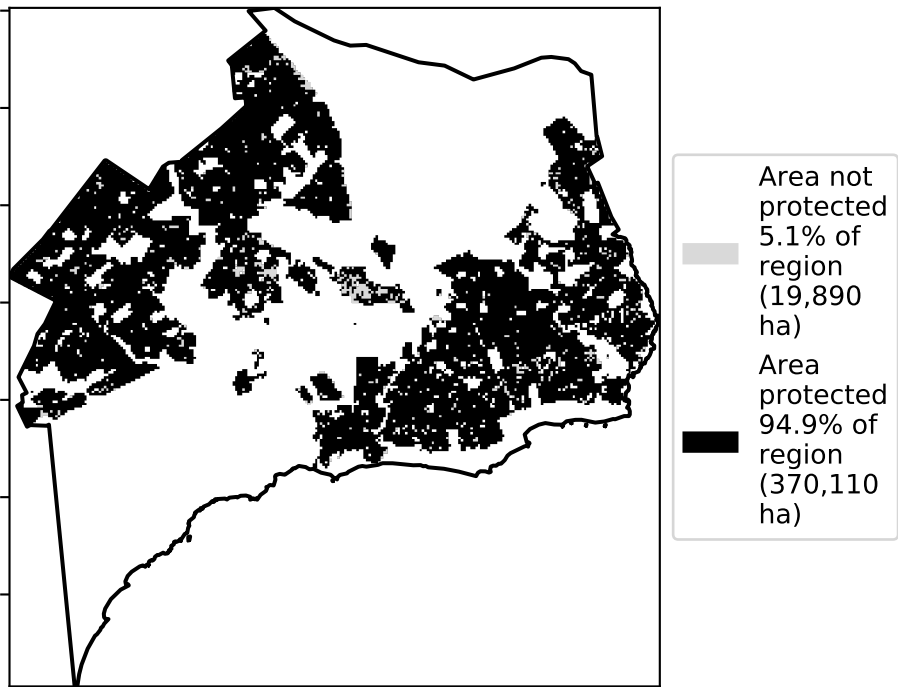 Area not
protected
5.1% of
region
(19,890
ha)
Area
protected
94.9% of
region
(370,110
ha)